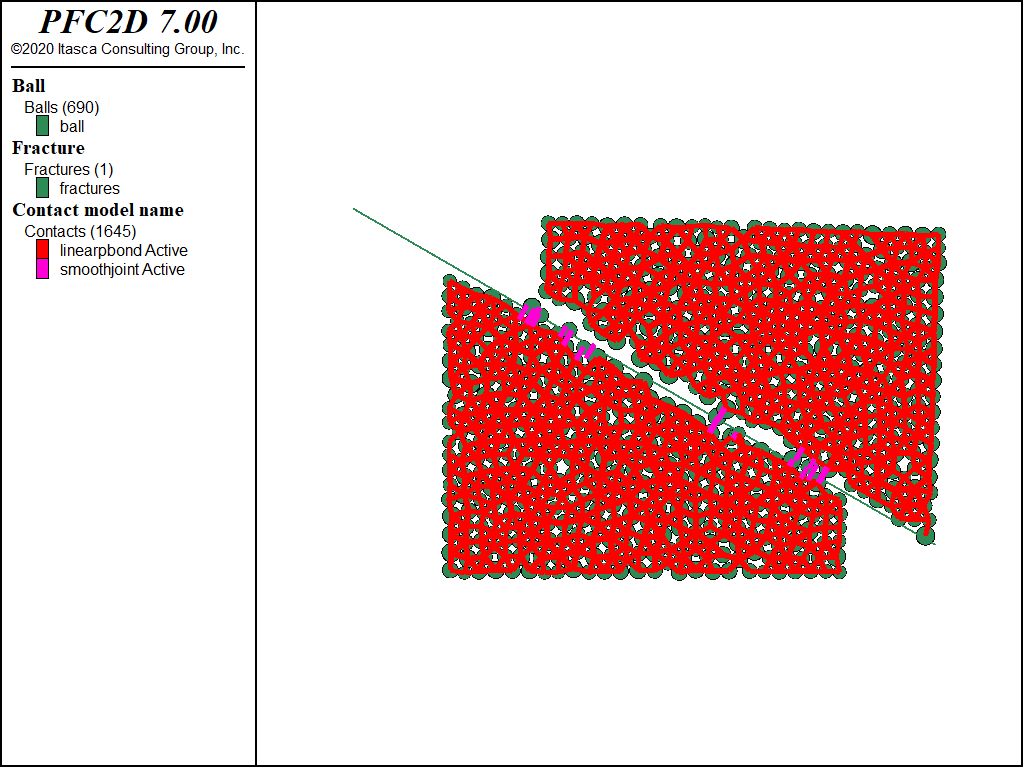 PFC2D 7.00
©2020 Itasca Consulting Group, Inc.
Ball
Balls (690)
ball
Fracture
Fractures (1)
fractures
Contact model name
Contacts (1645)
linearpbond Active
smoothjoint Active